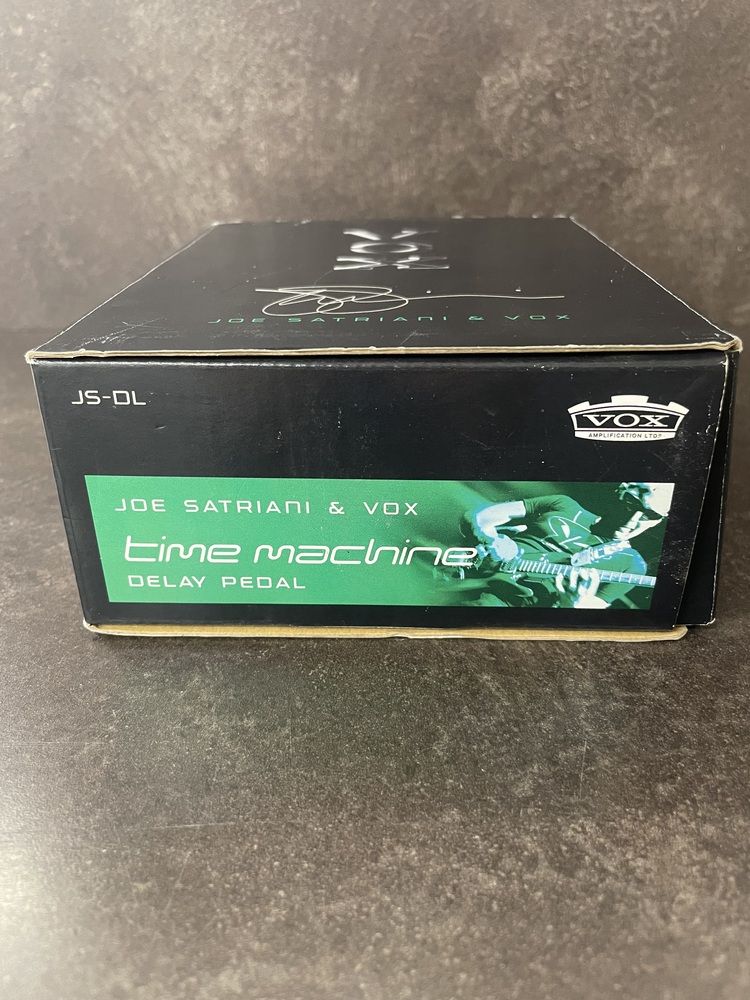 VOX
JOE SATRIANI & VOX
JS-DL
VOX
AMPLIFICATION LTD.
JOE SATRIANI & VOX
time machine
DELAY PEDAL